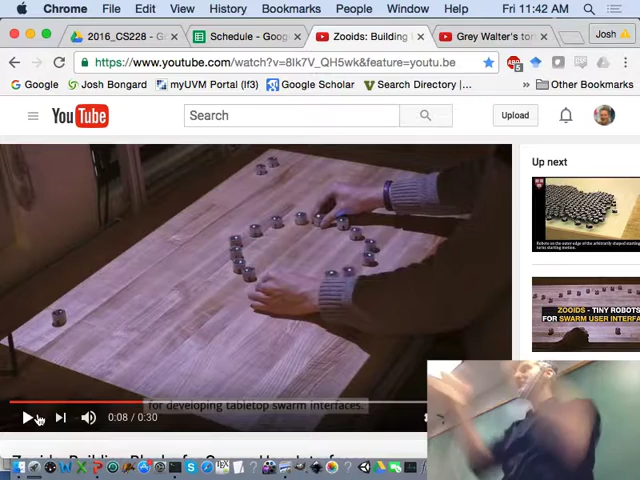 Chrome File Edit View History Bookmarks People Window Help Fri 11:42 AM
2016_CS228 - G
Schedule - Goog
Zooids: Building
Grey Walter's tor
Josh
https://www.youtube.com/watch?v=8Ik7V_QH5wk&feature=youtu.be
Google Josh Bongard myUVM Portal (lf3) Google Scholar Search Directory |... Other Bookmarks
YouTube Search Upload
Up next
ZOOIDS - TINY ROBOTS
FOR SWARM USER INTERFA
for developing tabletop swarm interfaces.
0:08 / 0:30